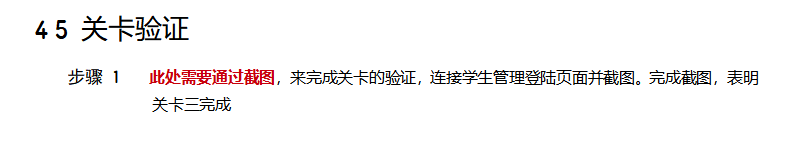 4 5 关卡验证
步骤 1 此处需要通过截图，来完成关卡的验证，连接学生管理登陆页面并截图。完成截图，表明
关卡三完成